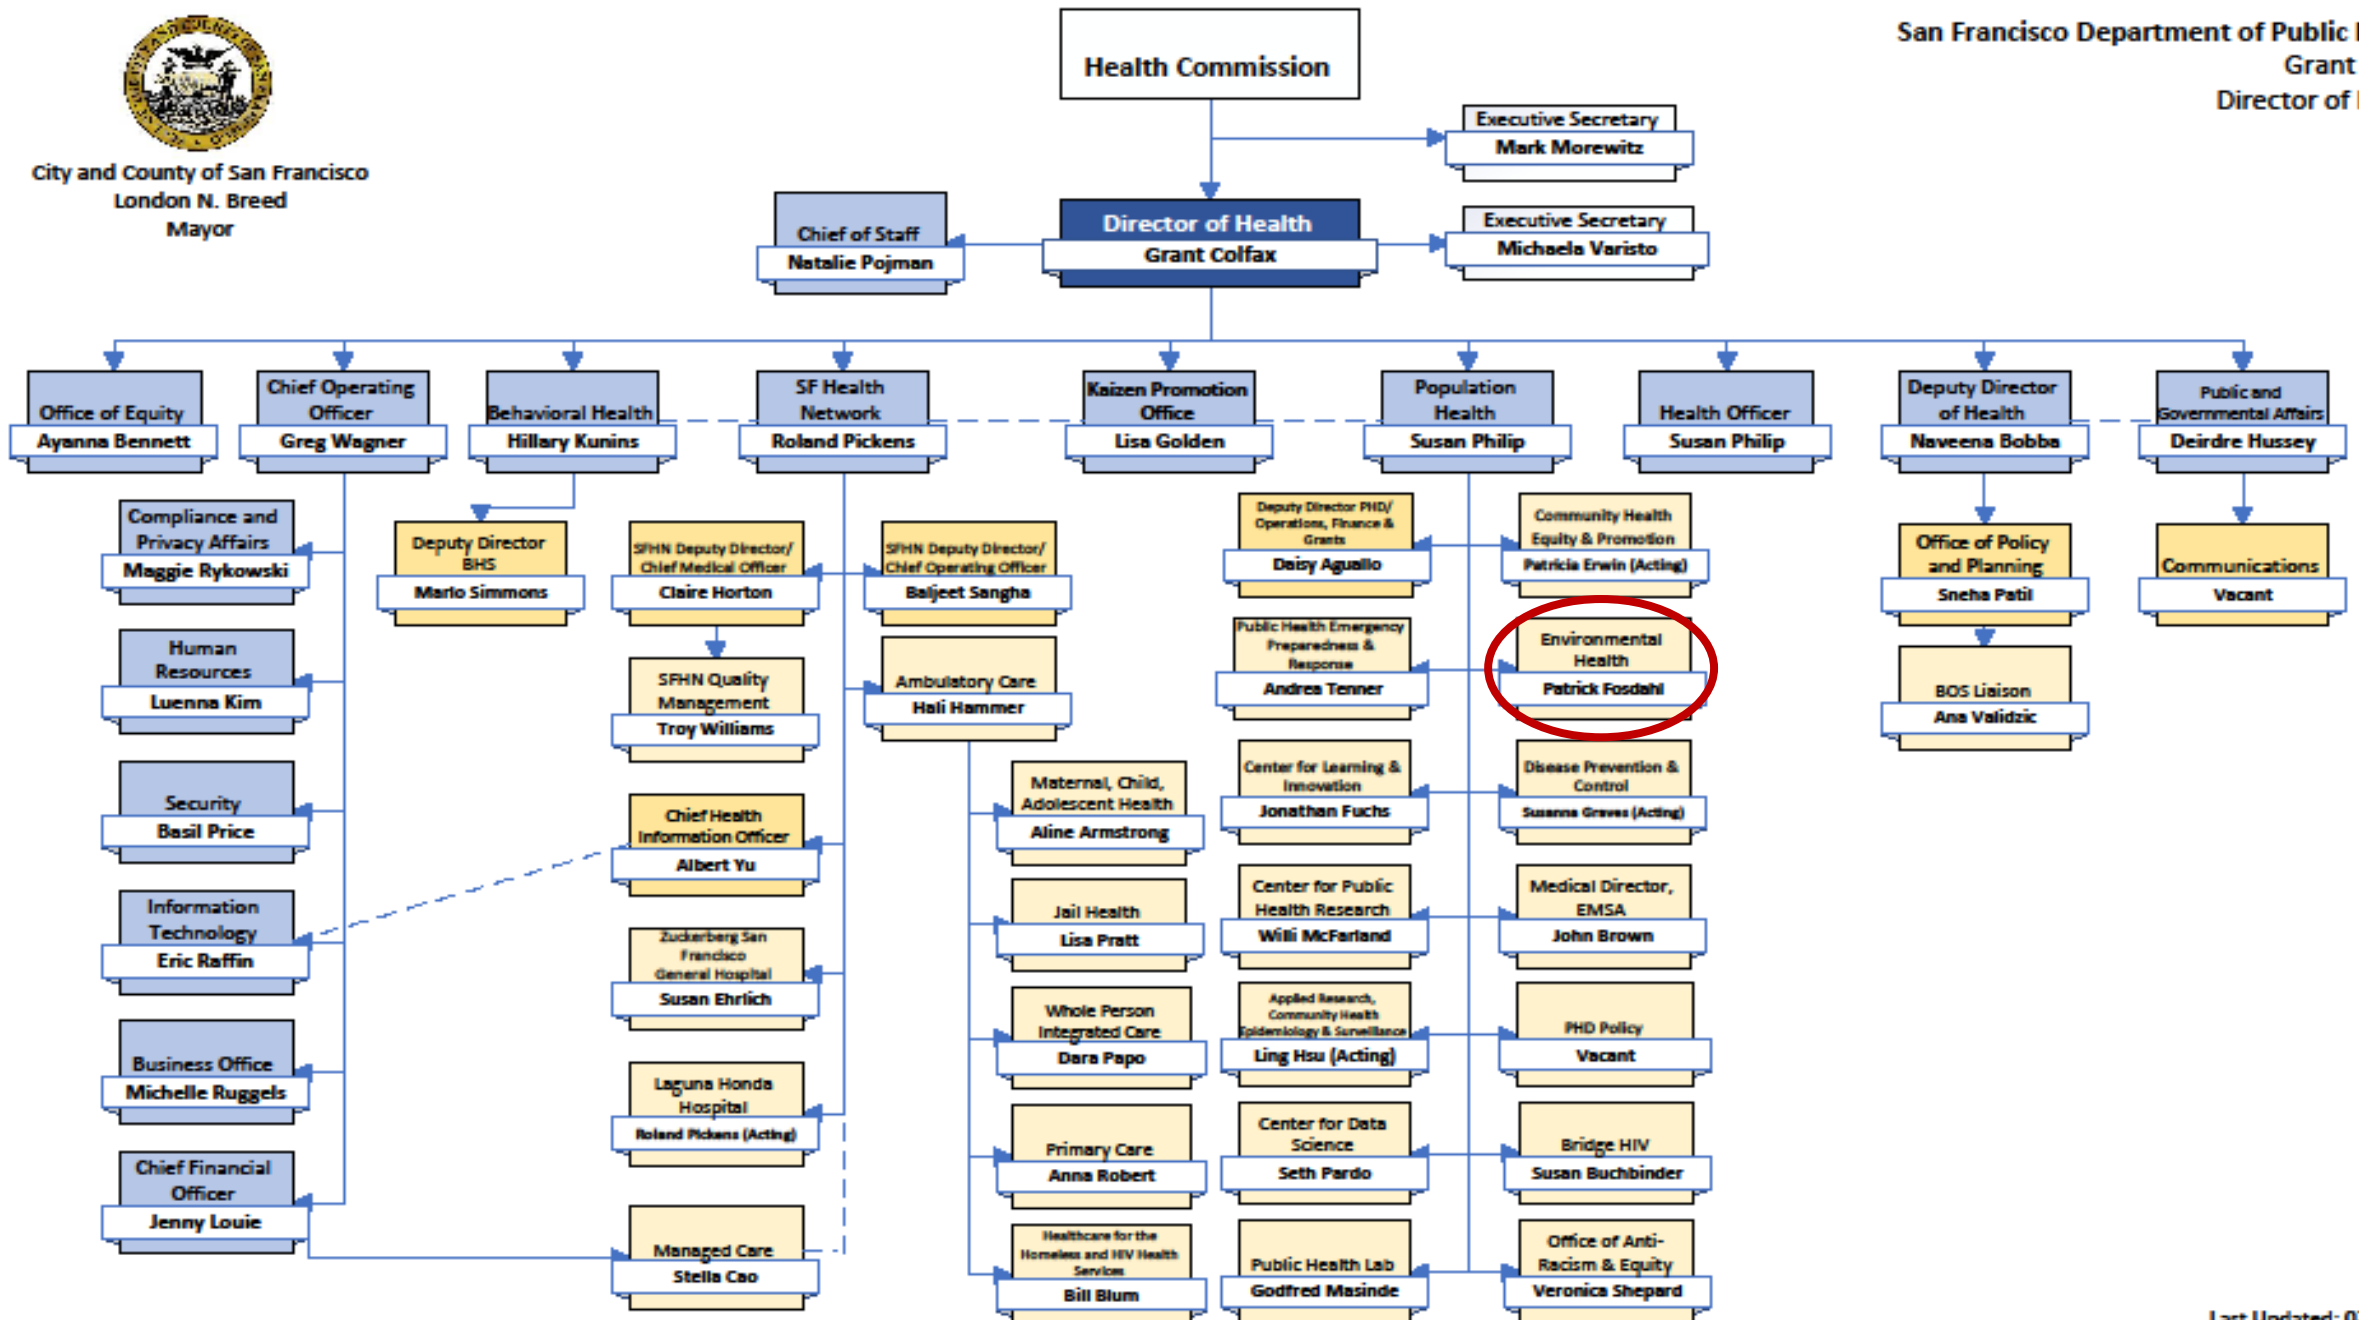 San Francisco Department of Public
Grant
Director of
City and County of San Francisco
London N. Breed
Mayor
Health Commission
Executive Secretary
Mark Morewitz
Director of Health
Grant Colfax
Chief of Staff
Natalie Pojman
Executive Secretary
Michaela Varisto
Office of Equity
Ayanna Bennett
Chief Operating
Officer
Greg Wagner
Behavioral Health
Hillary Kunins
SF Health
Network
Roland Pickens
Kaizen Promotion
Office
Lisa Golden
Population
Health
Susan Philip
Health Officer
Susan Philip
Deputy Director
of Health
Naveena Bobba
Public and
Governmental Affairs
Deirdre Hussey
Compliance and
Privacy Affairs
Maggie Rykowski
Human
Resources
Luenna Kim
Security
Basil Price
Information
Technology
Eric Raffin
Business Office
Michelle Ruggels
Chief Financial
Officer
Jenny Louie
Deputy Director
BHS
Marlo Simmons
SFHN Deputy Director/
Chief Medical Officer
Claire Horton
SFHN Deputy Director/
Chief Operating Officer
Baljeet Sangha
SFHN Quality
Management
Troy Williams
Chief Health
Information Officer
Albert Yu
Zuckerberg San
Francisco
General Hospital
Susan Ehrlich
Laguna Honda
Hospital
Roland Pickens (Acting)
Managed Care
Stella Cao
Ambulatory Care
Hali Hammer
Maternal, Child,
Adolescent Health
Aline Armstrong
Jail Health
Lisa Pratt
Whole Person
Integrated Care
Dara Papo
Primary Care
Anna Robert
Healthcare for the
Homeless and HIV Health
Services
Bill Blum
Deputy Director PHD/
Operations, Finance &
Grants
Daisy Aguallo
Community Health
Equity & Promotion
Patricia Erwin (Acting)
Public Health Emergency
Preparedness &
Response
Andrea Tenner
Environmental
Health
Patrick Fosdahl
Center for Learning &
Innovation
Jonathan Fuchs
Disease Prevention &
Control
Susanna Graves (Acting)
Center for Public
Health Research
Willi McFarland
Medical Director,
EMSA
John Brown
Applied Research,
Community Health
Epidemiology & Surveillance
Ling Hsu (Acting)
PHD Policy
Vacant
Center for Data
Science
Seth Pardo
Bridge HIV
Susan Buchbinder
Public Health Lab
Godfred Masinde
Office of Anti-
Racism & Equity
Veronica Shepard
Office of Policy
and Planning
Sneha Patil
BOS Liaison
Ana Validzic
Communications
Vacant
Last Updated: